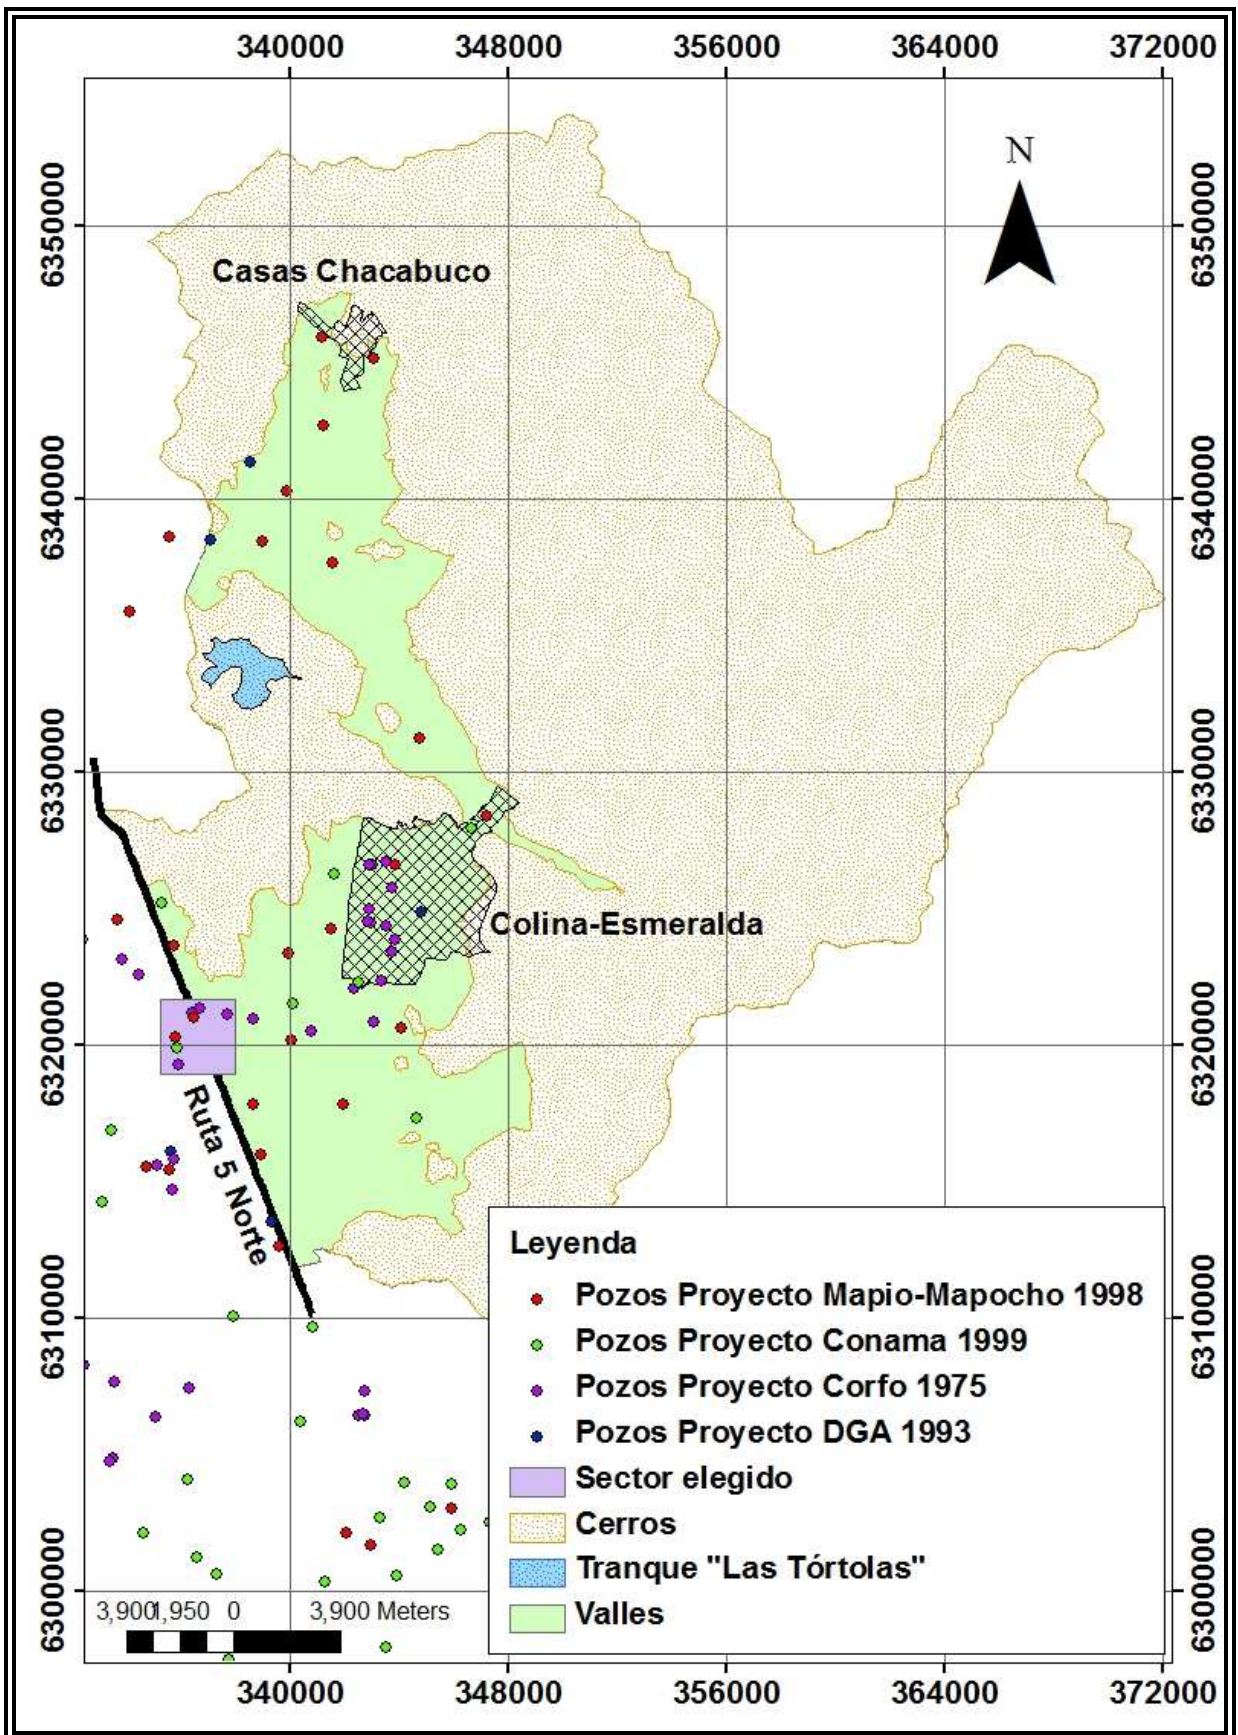 340000 348000 356000 364000 372000
N
6350000 6350000
Casas Chacabuco
6340000 6340000
6330000 6330000
Colina-Esmeralda
6320000 6320000
Ruta 5 Norte
Leyenda
Pozos Proyecto Mapio-Mapocho 1998
6310000 6310000
Pozos Proyecto Conama 1999
Pozos Proyecto Corfo 1975
Pozos Proyecto DGA 1993
Sector elegido
Cerros
Tranque "Las Tórtolas"
6300000 6300000
3,900 1,950 0 3,900 Meters
Valles
340000 348000 356000 364000 372000